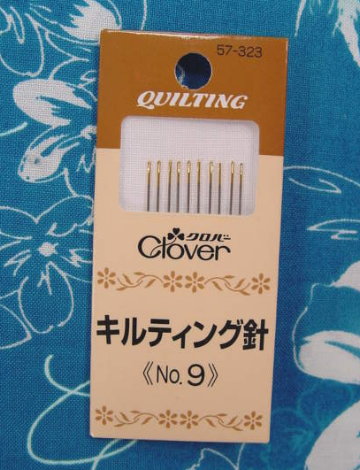 57-323
QUILTING
クロバー
Clover
キルティング針
《No.9》